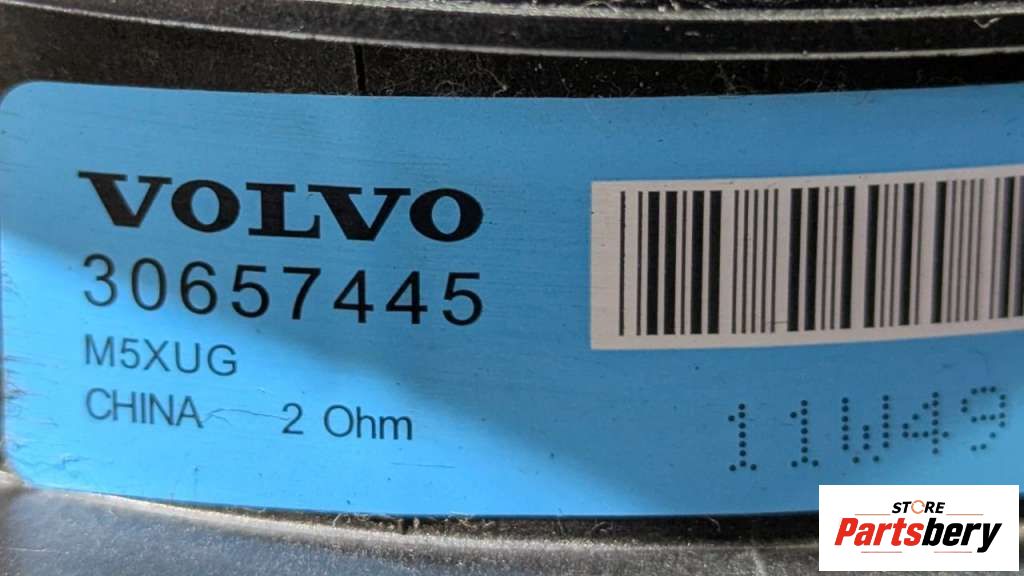 VOLVO
30657445
M5XUG
CHINA 2 Ohm
11W49
STORE
Partsbery